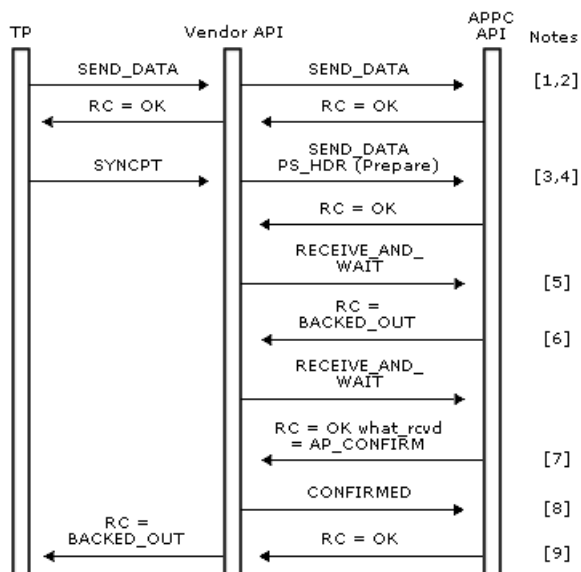 TP
Vendor API
APPC
API
Notes
SEND_DATA
SEND_DATA
[1,2]
RC = OK
RC = OK
SYNCPT
SEND_DATA
PS_HDR (Prepare)
[3,4]
RC = OK
RECEIVE_AND_
WAIT
[5]
RC =
BACKED_OUT
[6]
RECEIVE_AND_
WAIT
RC = OK what_rcvd
= AP_CONFIRM
[7]
CONFIRMED
[8]
RC =
BACKED_OUT
RC = OK
[9]